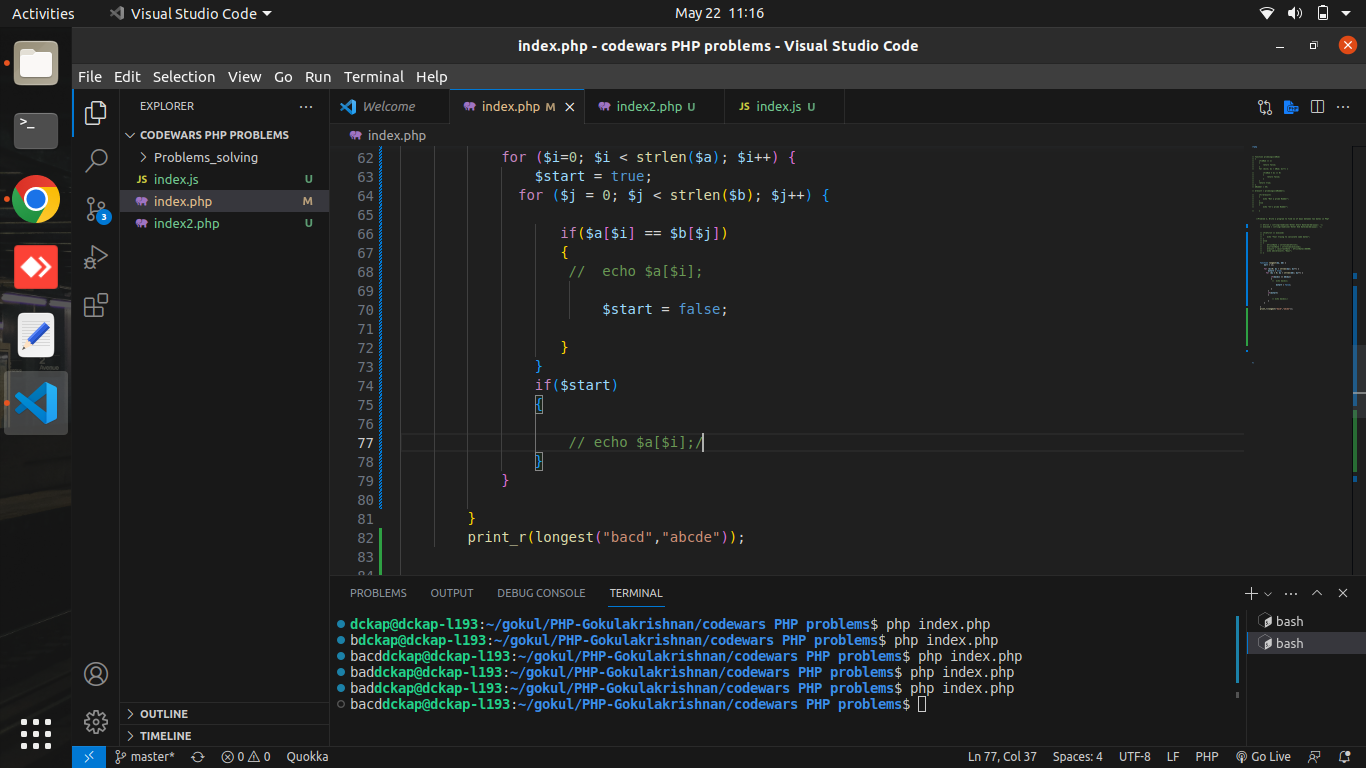 Activities
Visual Studio Code
May 22 11:16
index.php - codewars PHP problems - Visual Studio Code
File Edit Selection View Go Run Terminal Help
EXPLORER
CODEWARS PHP PROBLEMS
Problems_solving
JS index.js U
index.php M
index2.php U
OUTLINE
TIMELINE
3
Welcome
index.php M
index2.php U
JS index.js U
index.php
62 for ($i=0; $i < strlen($a); $i++) {
63 $start = true;
64 for ($j = 0; $j < strlen($b); $j++) {
65
66 if($a[$i] == $b[$j])
67 {
68 //  echo $a[$i];
69
70 $start = false;
71
72 }
73 }
74 if($start)
75 {
76
77 // echo $a[$i];/
78 }
79 }
80
81 }
82 print_r(longest("bacd","abcde"));
83
84
PROBLEMS OUTPUT DEBUG CONSOLE TERMINAL
dckap@dckap-l193:~/gokul/PHP-Gokulakrishnan/codewars PHP problems$ php index.php
bdckap@dckap-l193:~/gokul/PHP-Gokulakrishnan/codewars PHP problems$ php index.php
bacddckap@dckap-l193:~/gokul/PHP-Gokulakrishnan/codewars PHP problems$ php index.php
baddckap@dckap-l193:~/gokul/PHP-Gokulakrishnan/codewars PHP problems$ php index.php
baddckap@dckap-l193:~/gokul/PHP-Gokulakrishnan/codewars PHP problems$ php index.php
bacddckap@dckap-l193:~/gokul/PHP-Gokulakrishnan/codewars PHP problems$
bash
bash
master* 0 0 Quokka
Ln 77, Col 37 Spaces: 4 UTF-8 LF PHP Go Live